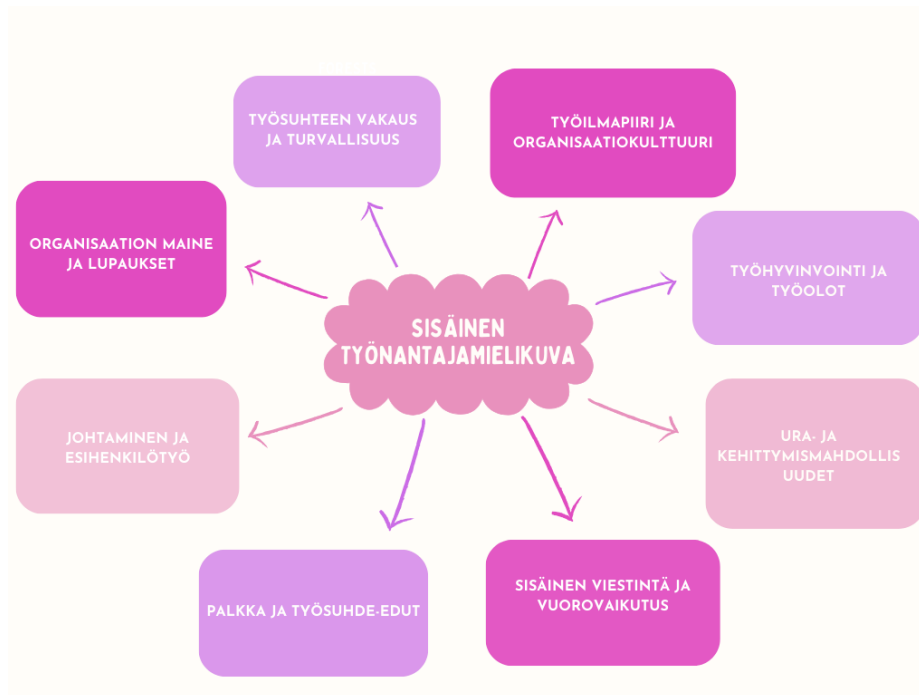 TYÖSUHTEEN VAKAUS
JA TURVALLISUUS
TYÖILMAPIIRI JA
ORGANISAATIOKULTTUURI
ORGANISAATION MAINE
JA LUPAUKSET
TYÖHYVINVOINTI JA
TYÖOLOT
SISÄINEN
TYÖNANTAJAMIELIKUVA
JOHTAMINEN JA
ESIHENKILÖTYÖ
URA- JA
KEHITTYMISMAHDOLLIS
UUDET
PALKKA JA TYÖSUHDE-EDUT
SISÄINEN VIESTINTÄ JA
VUOROVAIKUTUS